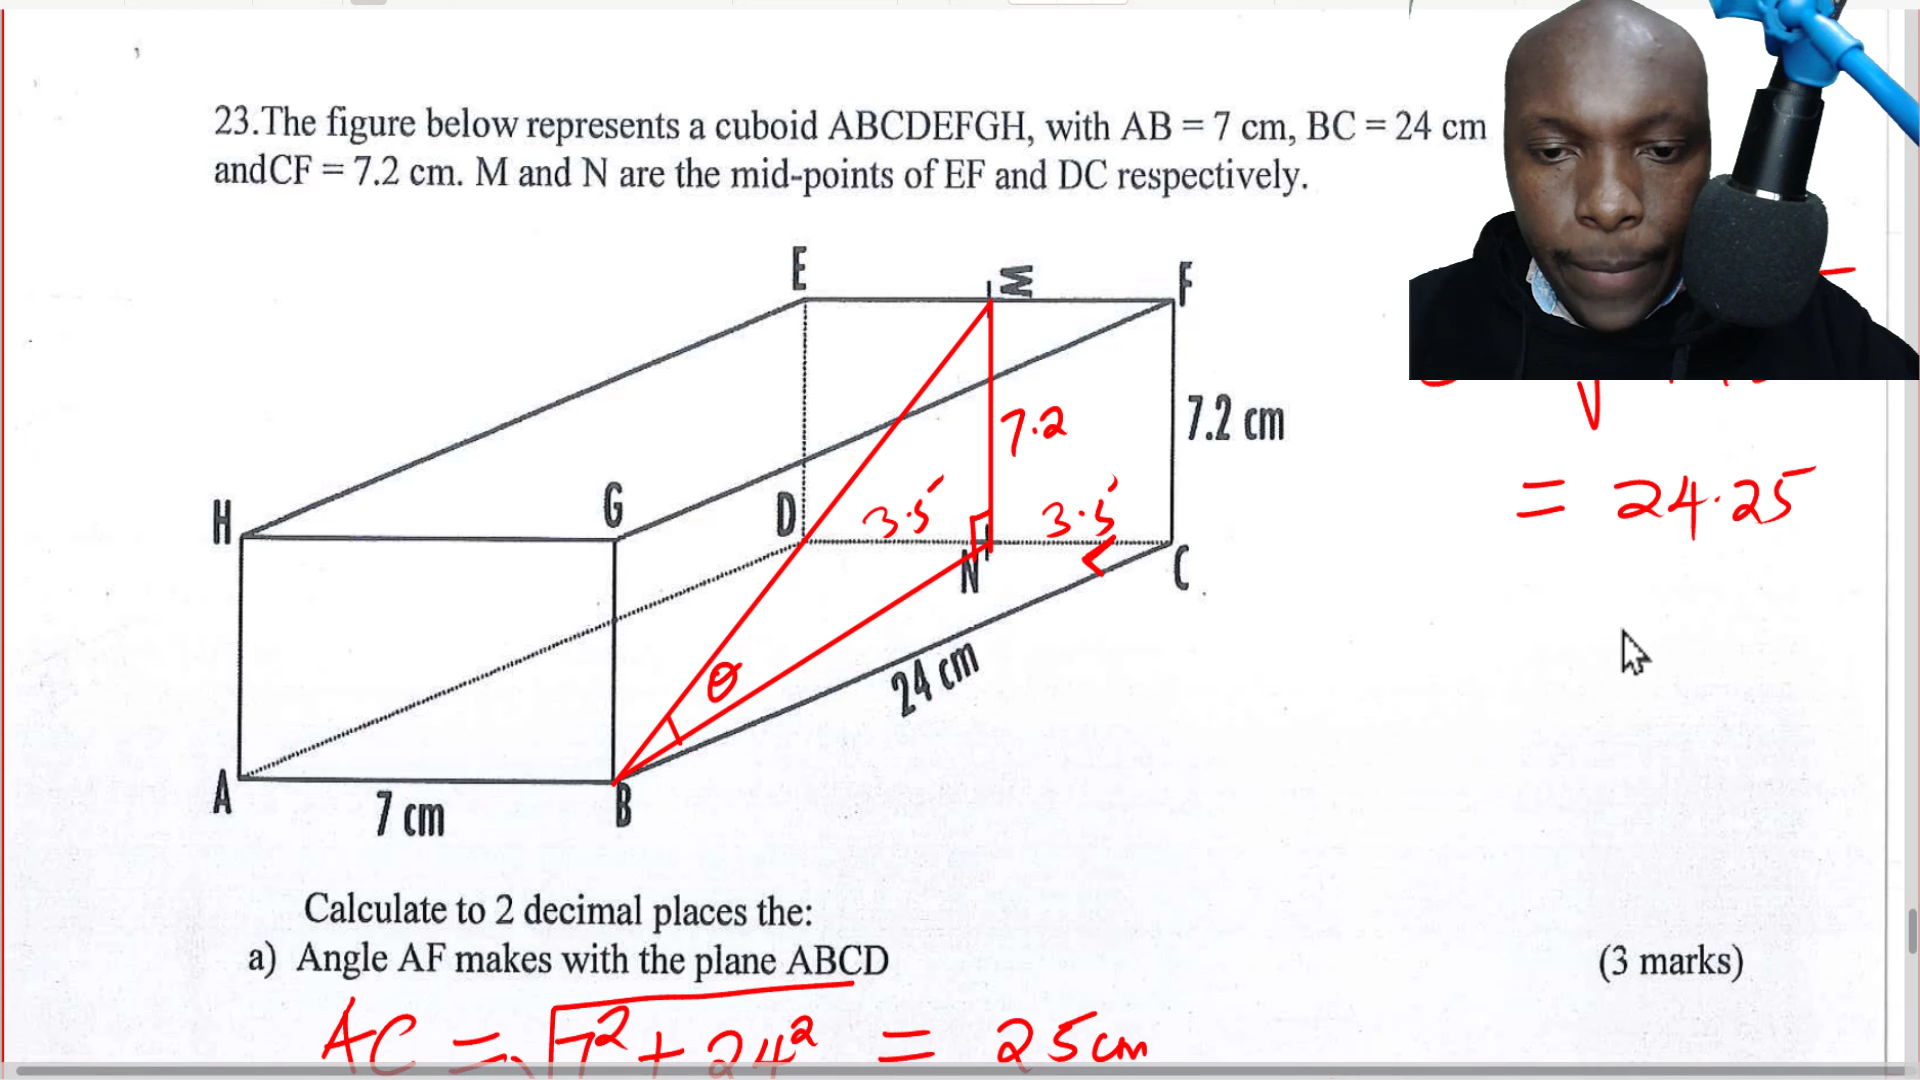 23.The figure below represents a cuboid ABCDEFGH, with AB = 7 cm, BC = 24 cm
andCF = 7.2 cm. M and N are the mid-points of EF and DC respectively.
E
M
F
7.2
7.2 cm
H
G
D
3.5
3.5
= 24.25
N
C
θ
24 cm
A
7 cm
B
Calculate to 2 decimal places the:
a) Angle AF makes with the plane ABCD (3 marks)
AC = √7² + 24² = 25cm